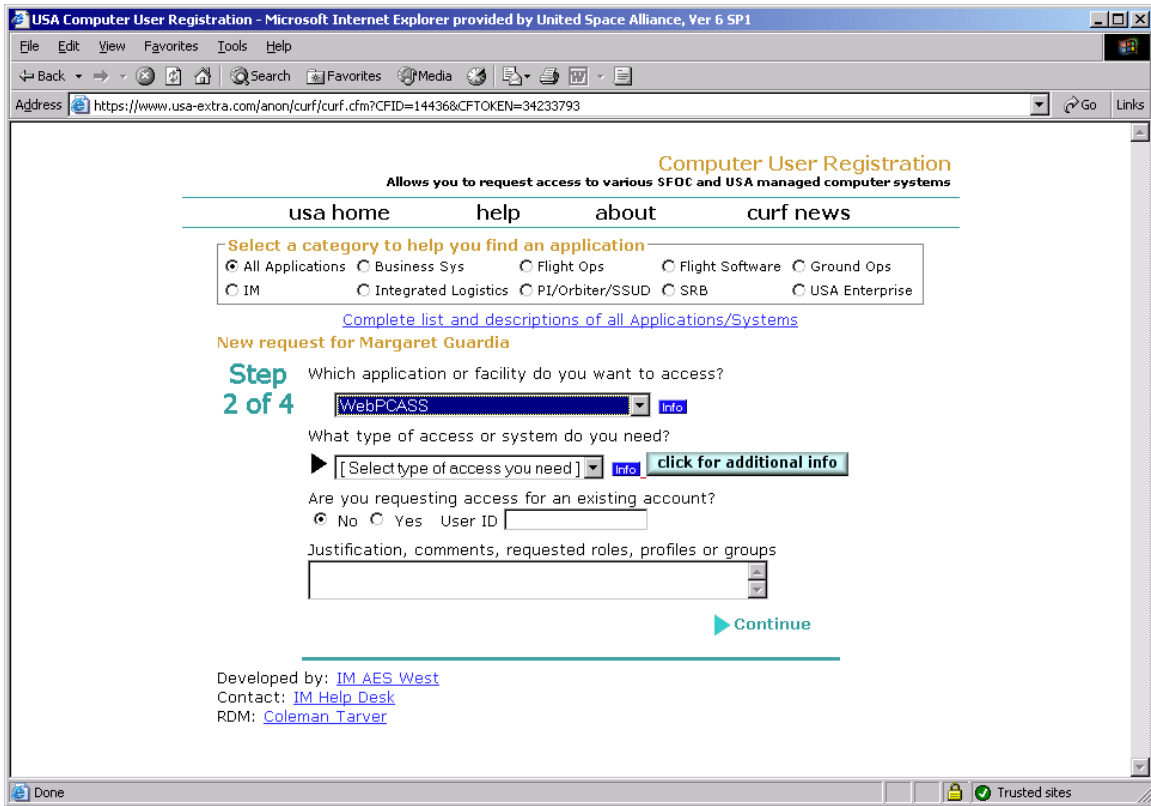 USA Computer User Registration - Microsoft Internet Explorer provided by United Space Alliance, Ver 6 SP1
File Edit View Favorites Tools Help
Back Search Favorites Media
Address https://www.usa-extra.com/anon/curf/curf.cfm?CFID=14436&CFTOKEN=34233793 Go Links
Computer User Registration
Allows you to request access to various SFOC and USA managed computer systems
usa home help about curf news
Select a category to help you find an application
All Applications Business Sys Flight Ops Flight Software Ground Ops
IM Integrated Logistics PI/Orbiter/SSUD SRB USA Enterprise
Complete list and descriptions of all Applications/Systems
New request for Margaret Guardia
Step
2 of 4
Which application or facility do you want to access?
WebPCASS Info
What type of access or system do you need?
[ Select type of access you need ] Info click for additional info
Are you requesting access for an existing account?
No Yes User ID
Justification, comments, requested roles, profiles or groups
Continue
Developed by: IM AES West
Contact: IM Help Desk
RDM: Coleman Tarver
Done Trusted sites